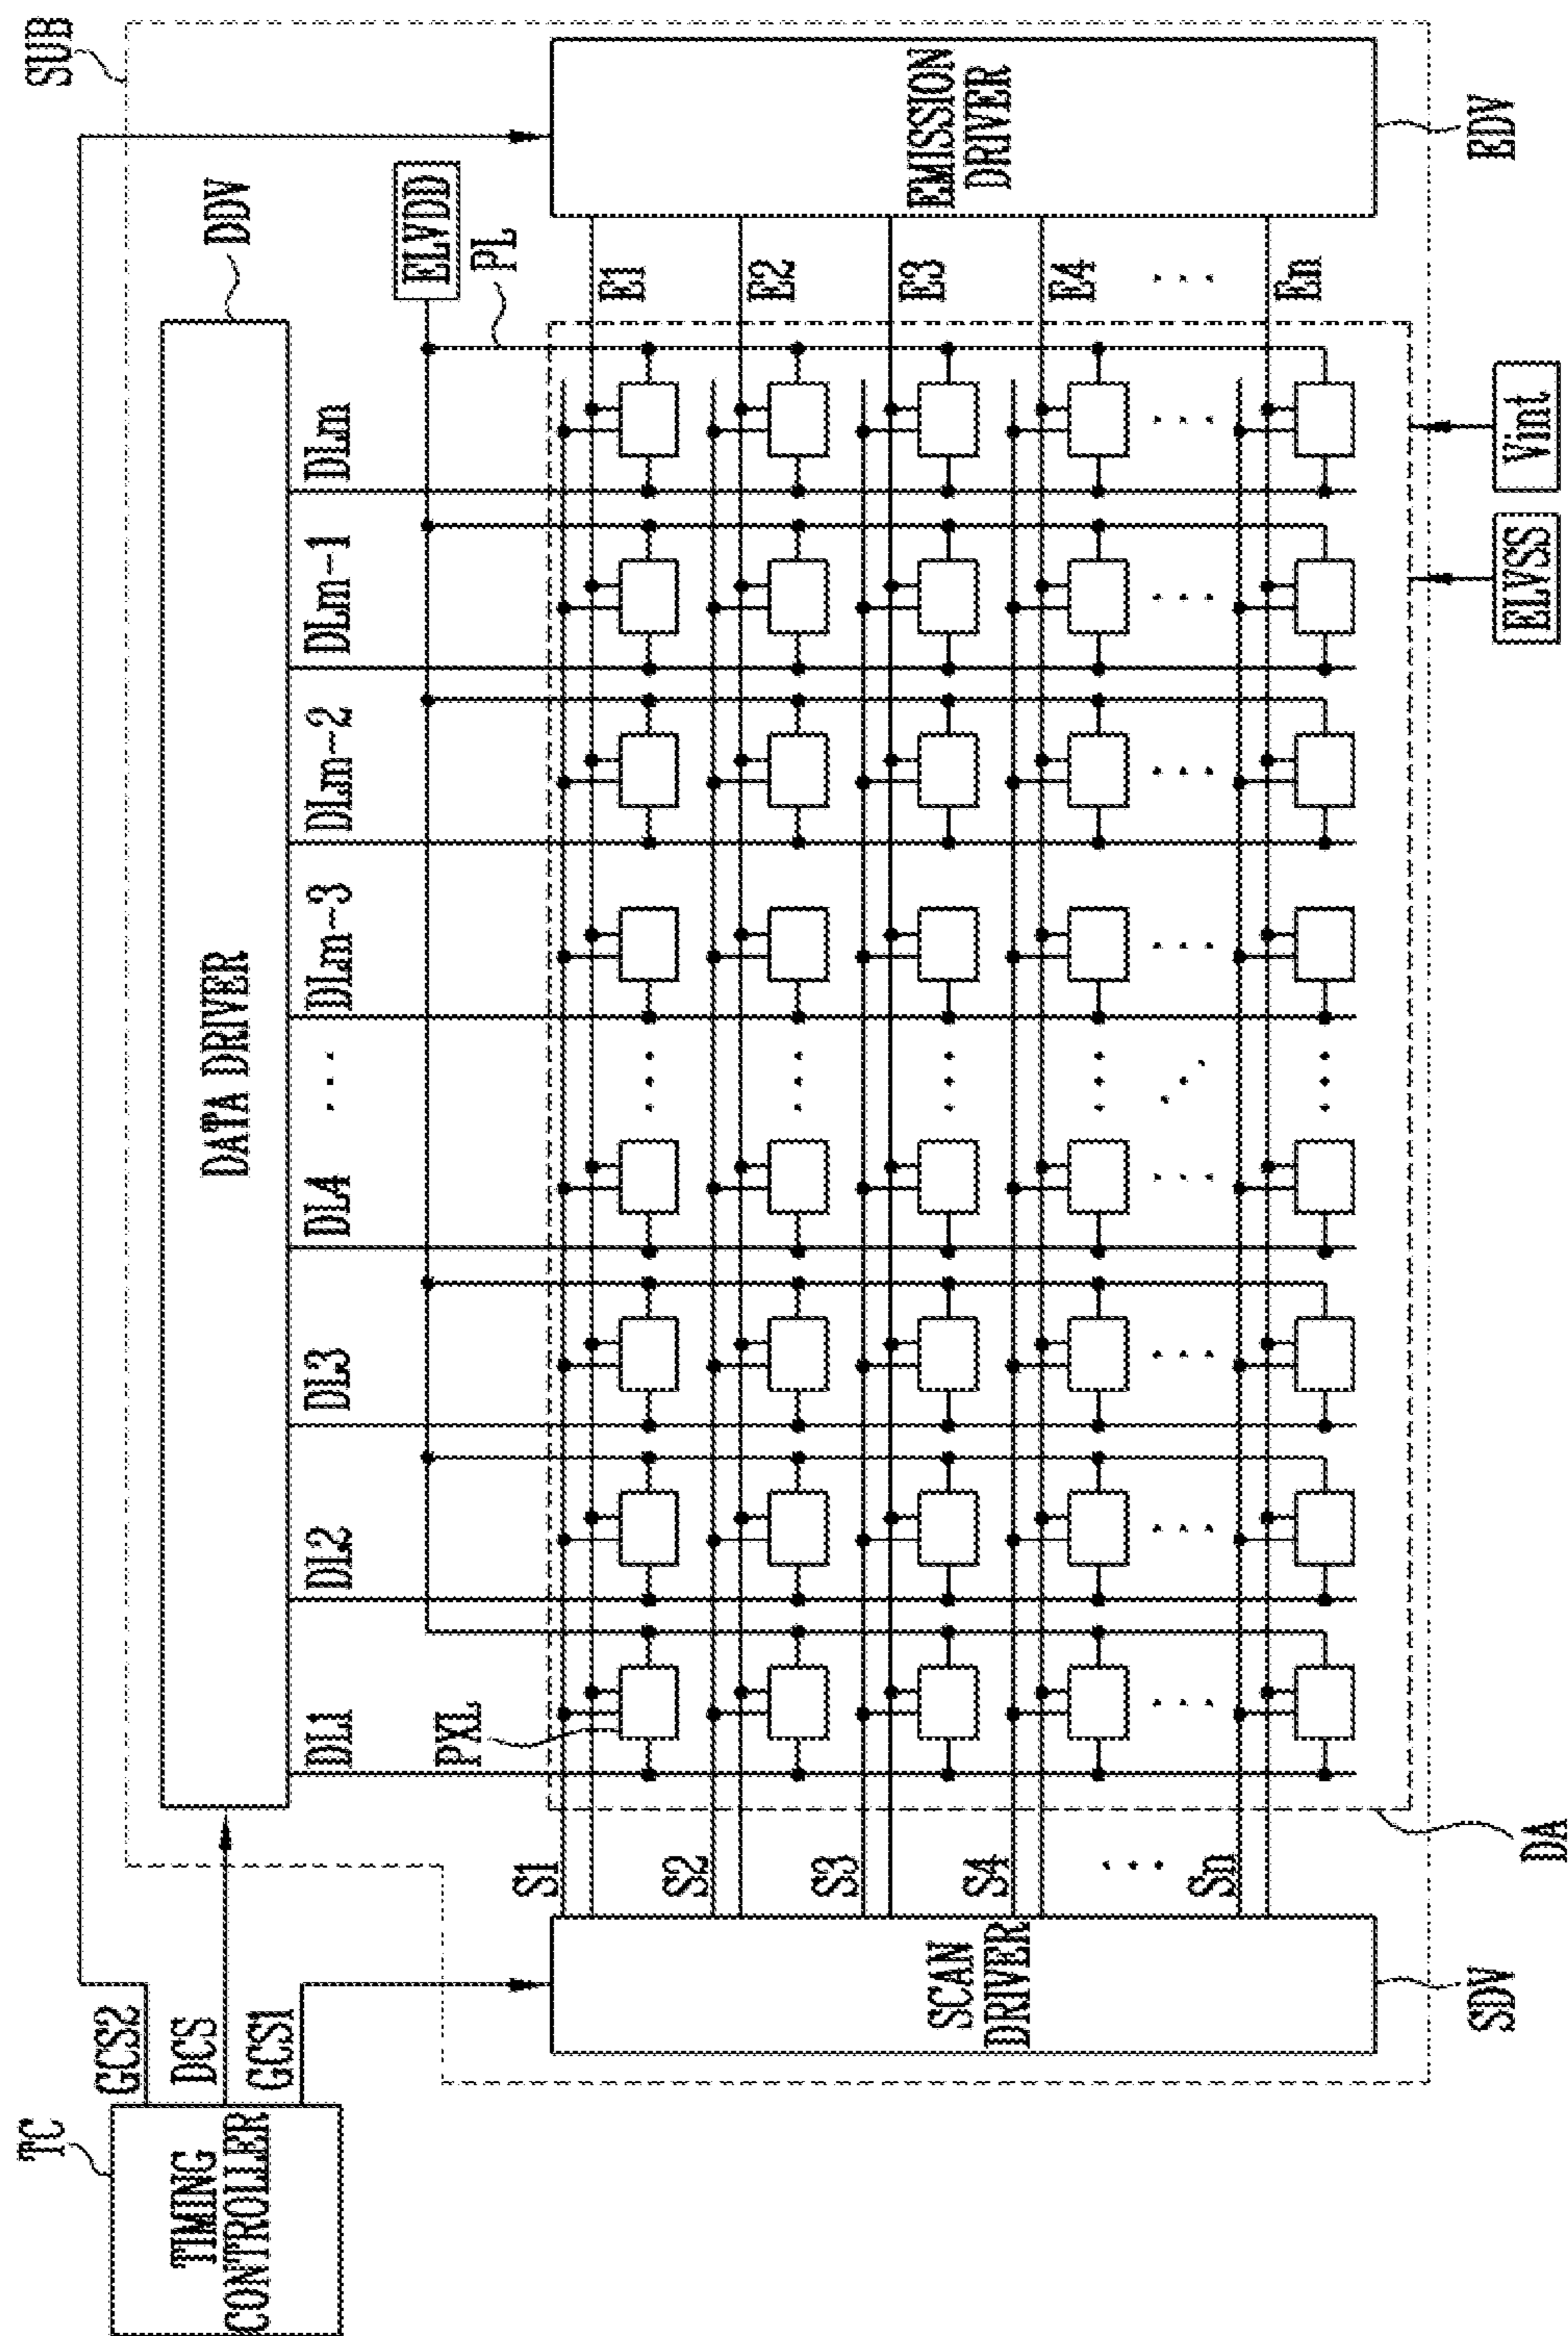 TC
TIMING
CONTROLLER
GCS2
DCS
GCS1
SUB
DATA DRIVER
DDV
DL1
DL2
DL3
DL4
. . .
DLm-3
DLm-2
DLm-1
DLm
ELVDD
PL
PXL
S1
S2
S3
S4
. . .
Sn
E1
E2
E3
E4
. . .
En
SCAN
DRIVER
SDV
EMISSION
DRIVER
EDV
DA
ELVSS
Vint